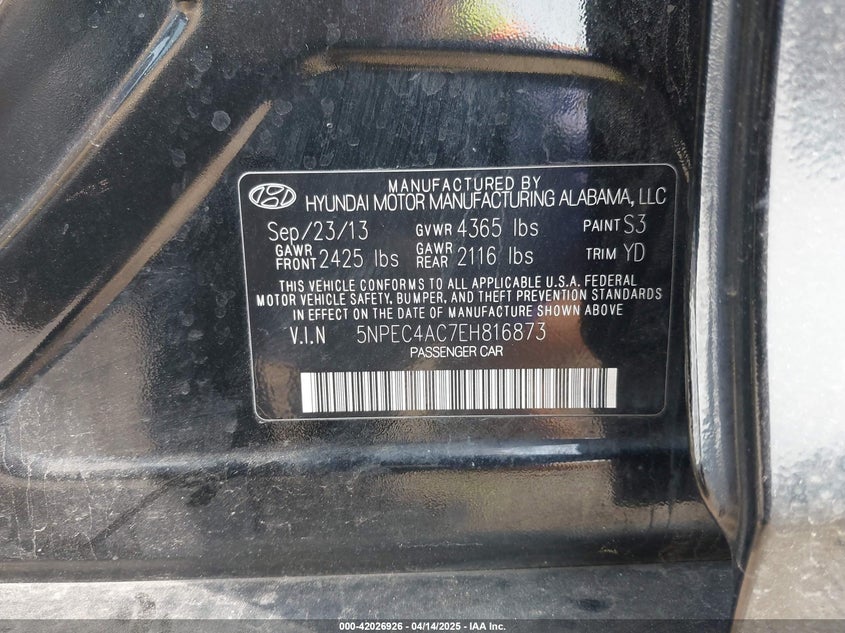 MANUFACTURED BY
HYUNDAI MOTOR MANUFACTURING ALABAMA, LLC
Sep/23/13 GVWR 4365 lbs PAINT S3
GAWR FRONT 2425 lbs GAWR REAR 2116 lbs TRIM YD
THIS VEHICLE CONFORMS TO ALL APPLICABLE U.S.A. FEDERAL
MOTOR VEHICLE SAFETY, BUMPER, AND THEFT PREVENTION STANDARDS
IN EFFECT ON THE DATE OF MANUFACTURE SHOWN ABOVE
V.I.N 5NPEC4AC7EH816873
PASSENGER CAR
000-42026926 | 04/14/2025 - IAA Inc.